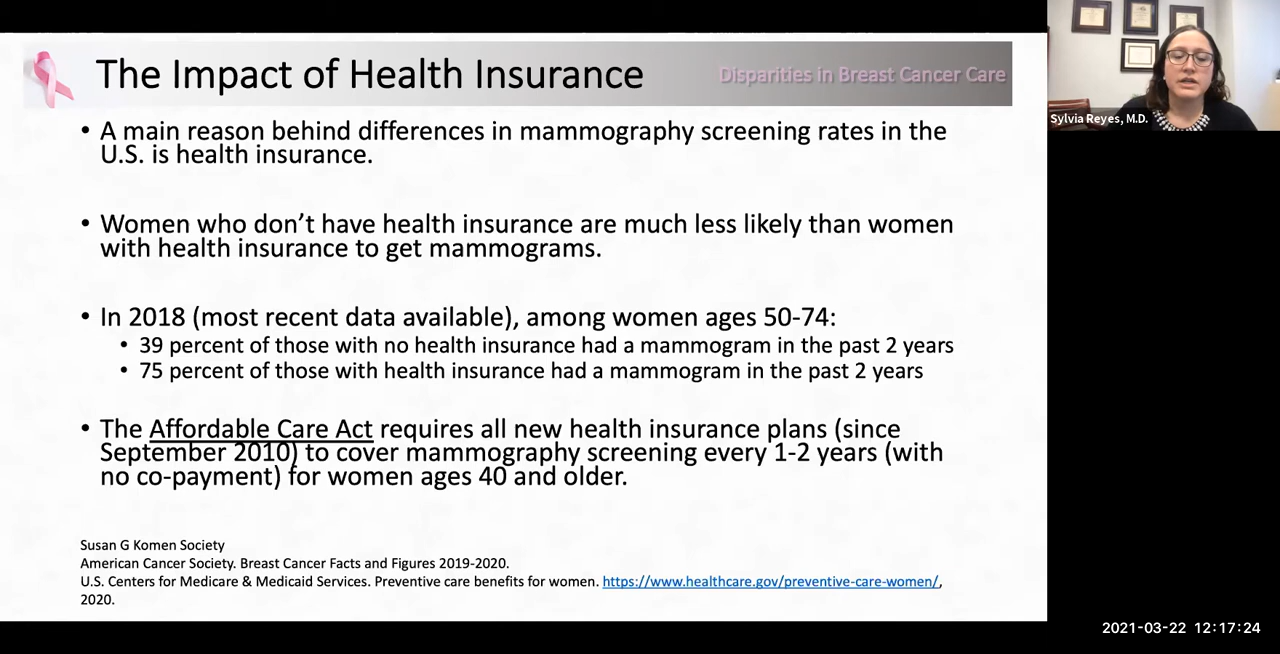 The Impact of Health Insurance
Disparities in Breast Cancer Care
• A main reason behind differences in mammography screening rates in the
U.S. is health insurance.
• Women who don’t have health insurance are much less likely than women
with health insurance to get mammograms.
• In 2018 (most recent data available), among women ages 50-74:
• 39 percent of those with no health insurance had a mammogram in the past 2 years
• 75 percent of those with health insurance had a mammogram in the past 2 years
• The Affordable Care Act requires all new health insurance plans (since
September 2010) to cover mammography screening every 1-2 years (with
no co-payment) for women ages 40 and older.
Susan G Komen Society
American Cancer Society. Breast Cancer Facts and Figures 2019-2020.
U.S. Centers for Medicare & Medicaid Services. Preventive care benefits for women. https://www.healthcare.gov/preventive-care-women/,
2020.
Sylvia Reyes, M.D.
2021-03-22 12:17:24